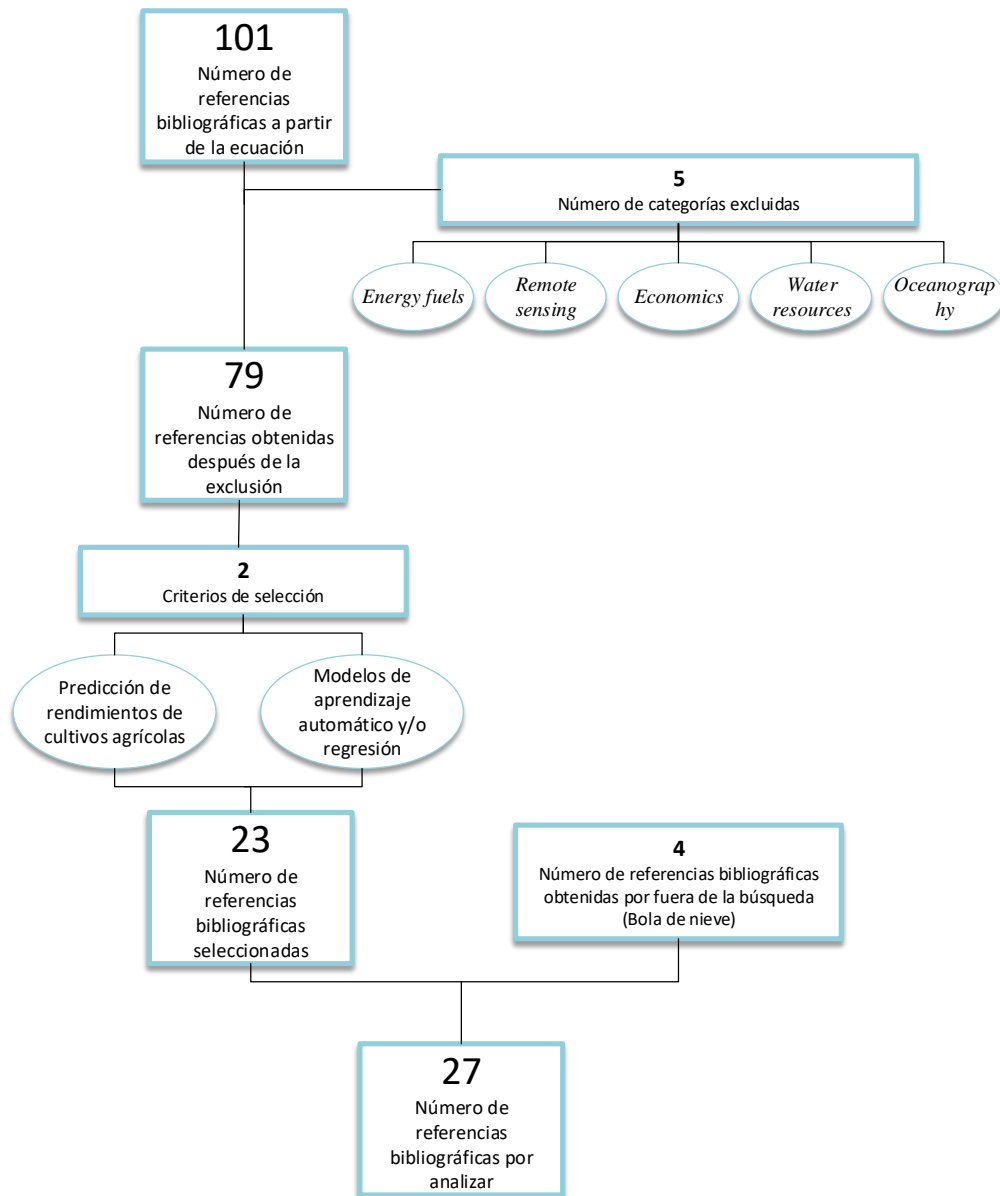 101
Número de
referencias
bibliográficas a partir
de la ecuación
5
Número de categorías excluidas
Energy fuels
Remote
sensing
Economics
Water
resources
Oceanograp
hy
79
Número de
referencias obtenidas
después de la
exclusión
2
Criterios de selección
Predicción de
rendimientos de
cultivos agrícolas
Modelos de
aprendizaje
automático y/o
regresión
23
Número de
referencias
bibliográficas
seleccionadas
4
Número de referencias bibliográficas
obtenidas por fuera de la búsqueda
(Bola de nieve)
27
Número de
referencias
bibliográficas por
analizar